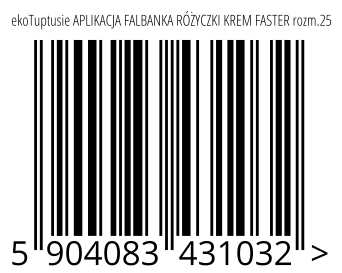 ekoTuptusie APLIKACJA FALBANKA RÓŻYCZKI KREM FASTER rozm.25
5 904083 431032 >